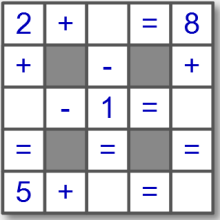 2 + = 8
+ - +
- 1 =
= = =
5 + =